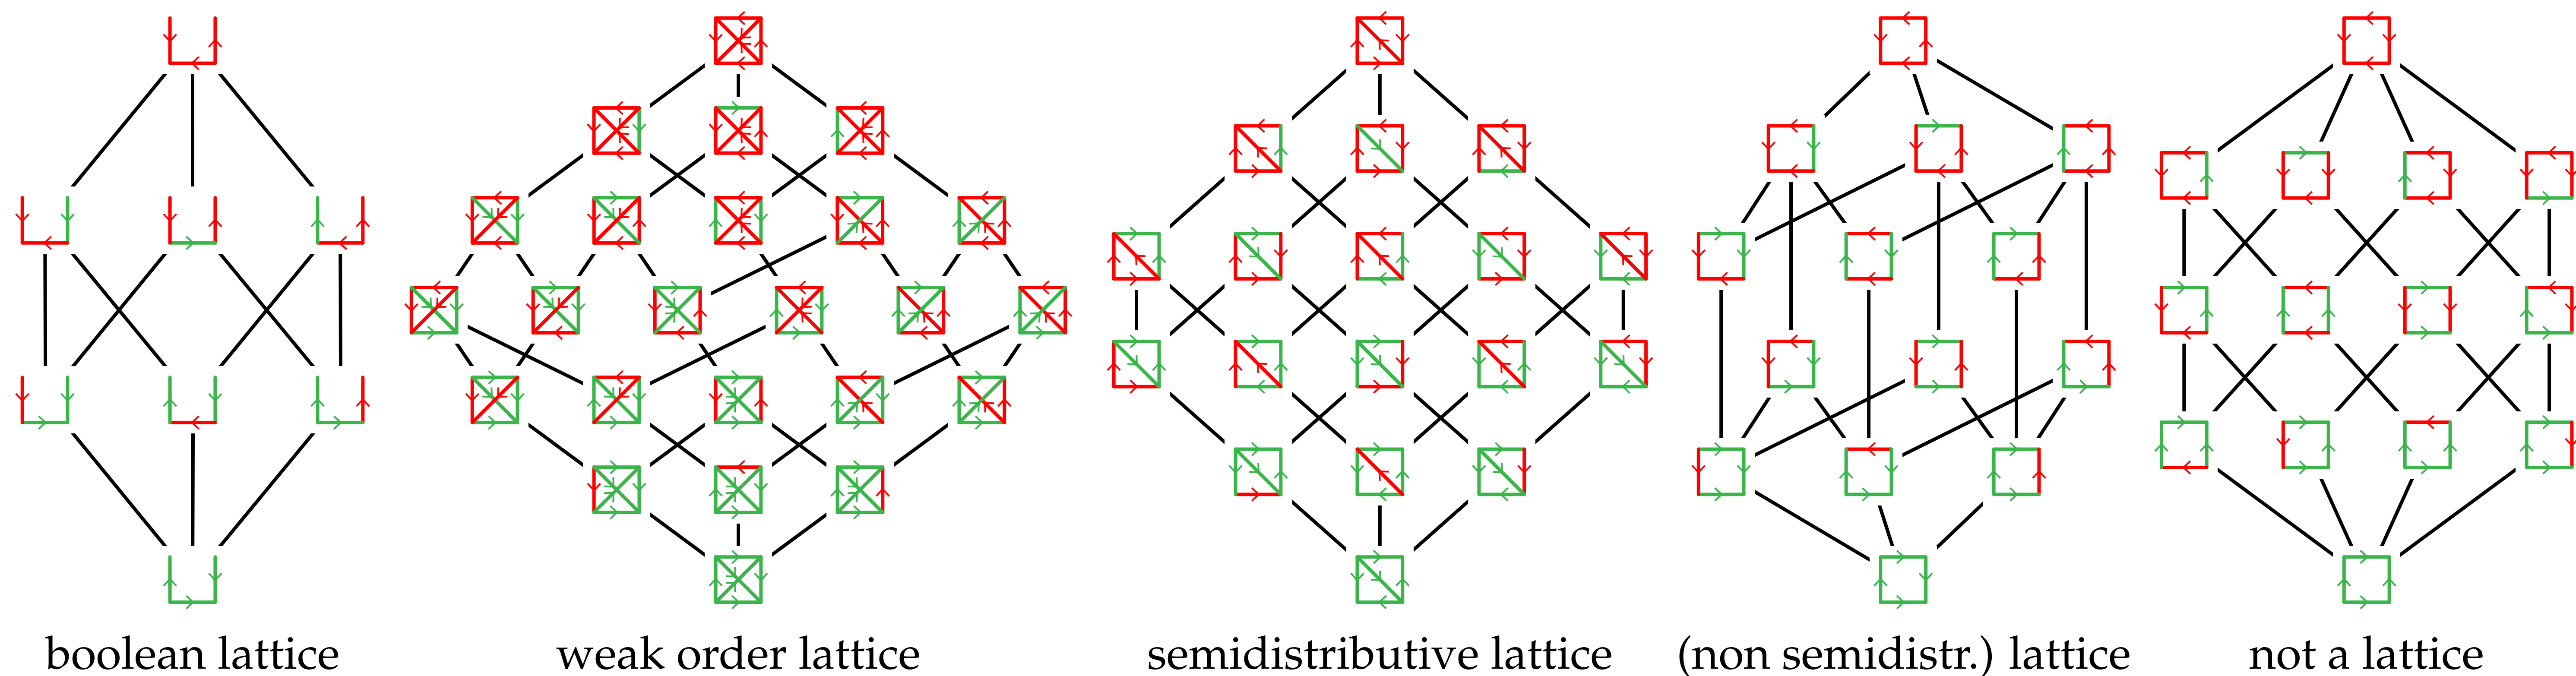 boolean lattice
weak order lattice
semidistributive lattice
(non semidistr.) lattice
not a lattice